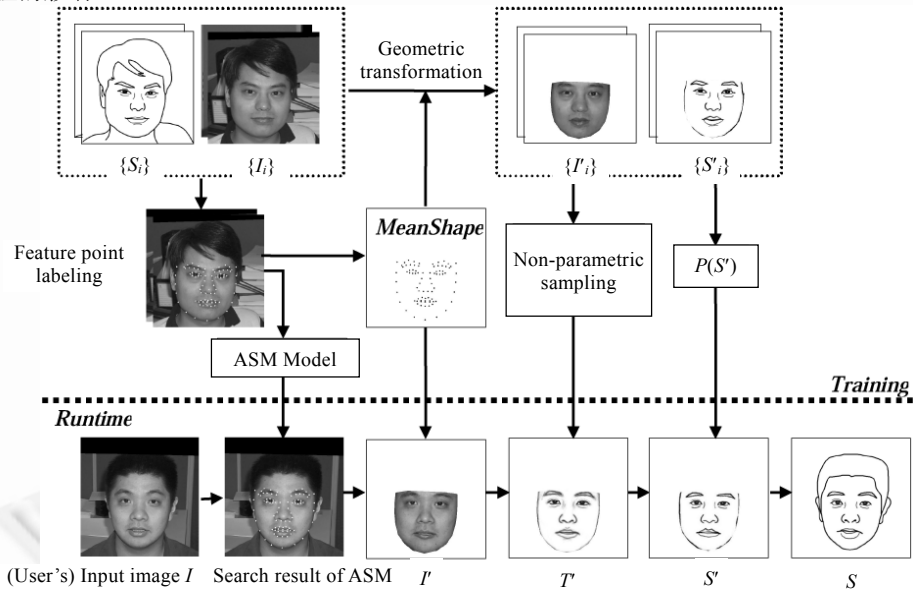 Geometric
transformation
{Sᵢ}
{Iᵢ}
{I′ᵢ}
{S′ᵢ}
Feature point
labeling
MeanShape
Non-parametric
sampling
P(S′)
ASM Model
Training
Runtime
(User's) Input image I
Search result of ASM
I′
T′
S′
S